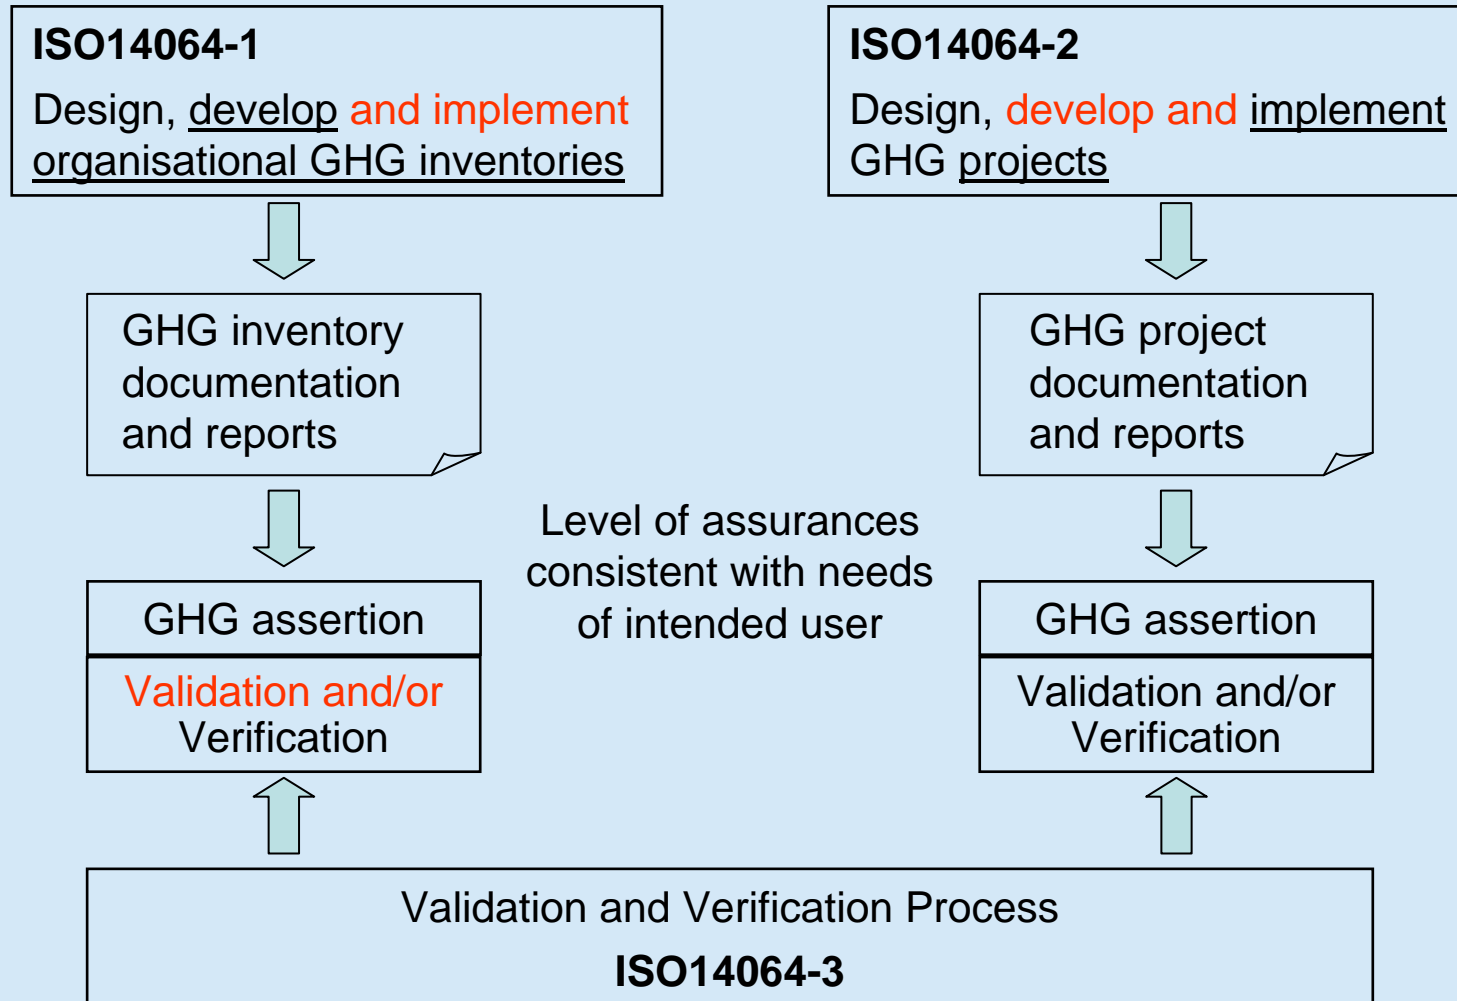 ISO14064-1
Design, develop and implement
organisational GHG inventories
ISO14064-2
Design, develop and implement
GHG projects
GHG inventory
documentation
and reports
GHG project
documentation
and reports
Level of assurances
consistent with needs
of intended user
GHG assertion
Validation and/or
Verification
GHG assertion
Validation and/or
Verification
Validation and Verification Process
ISO14064-3